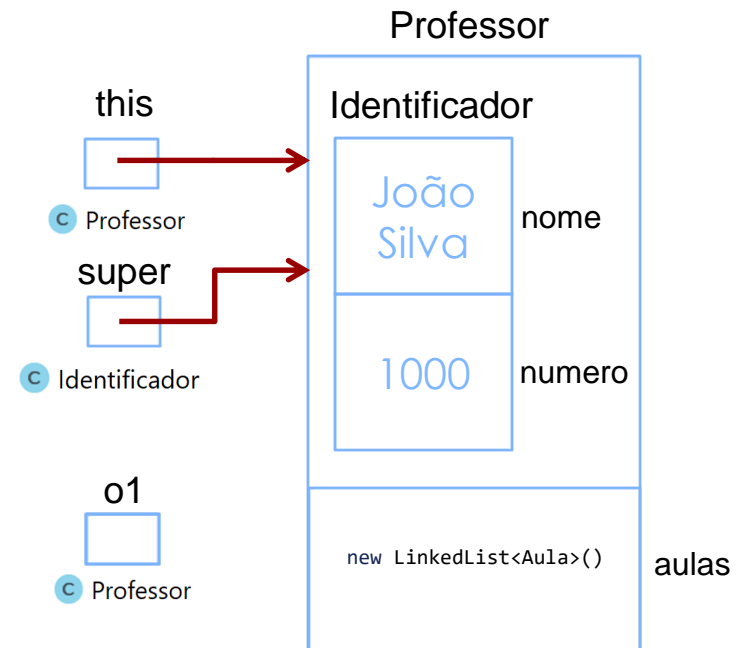 Professor
this
Identificador
João
Silva
nome
C Professor
super
C Identificador
1000
numero
o1
C Professor
new LinkedList<Aula>()
aulas